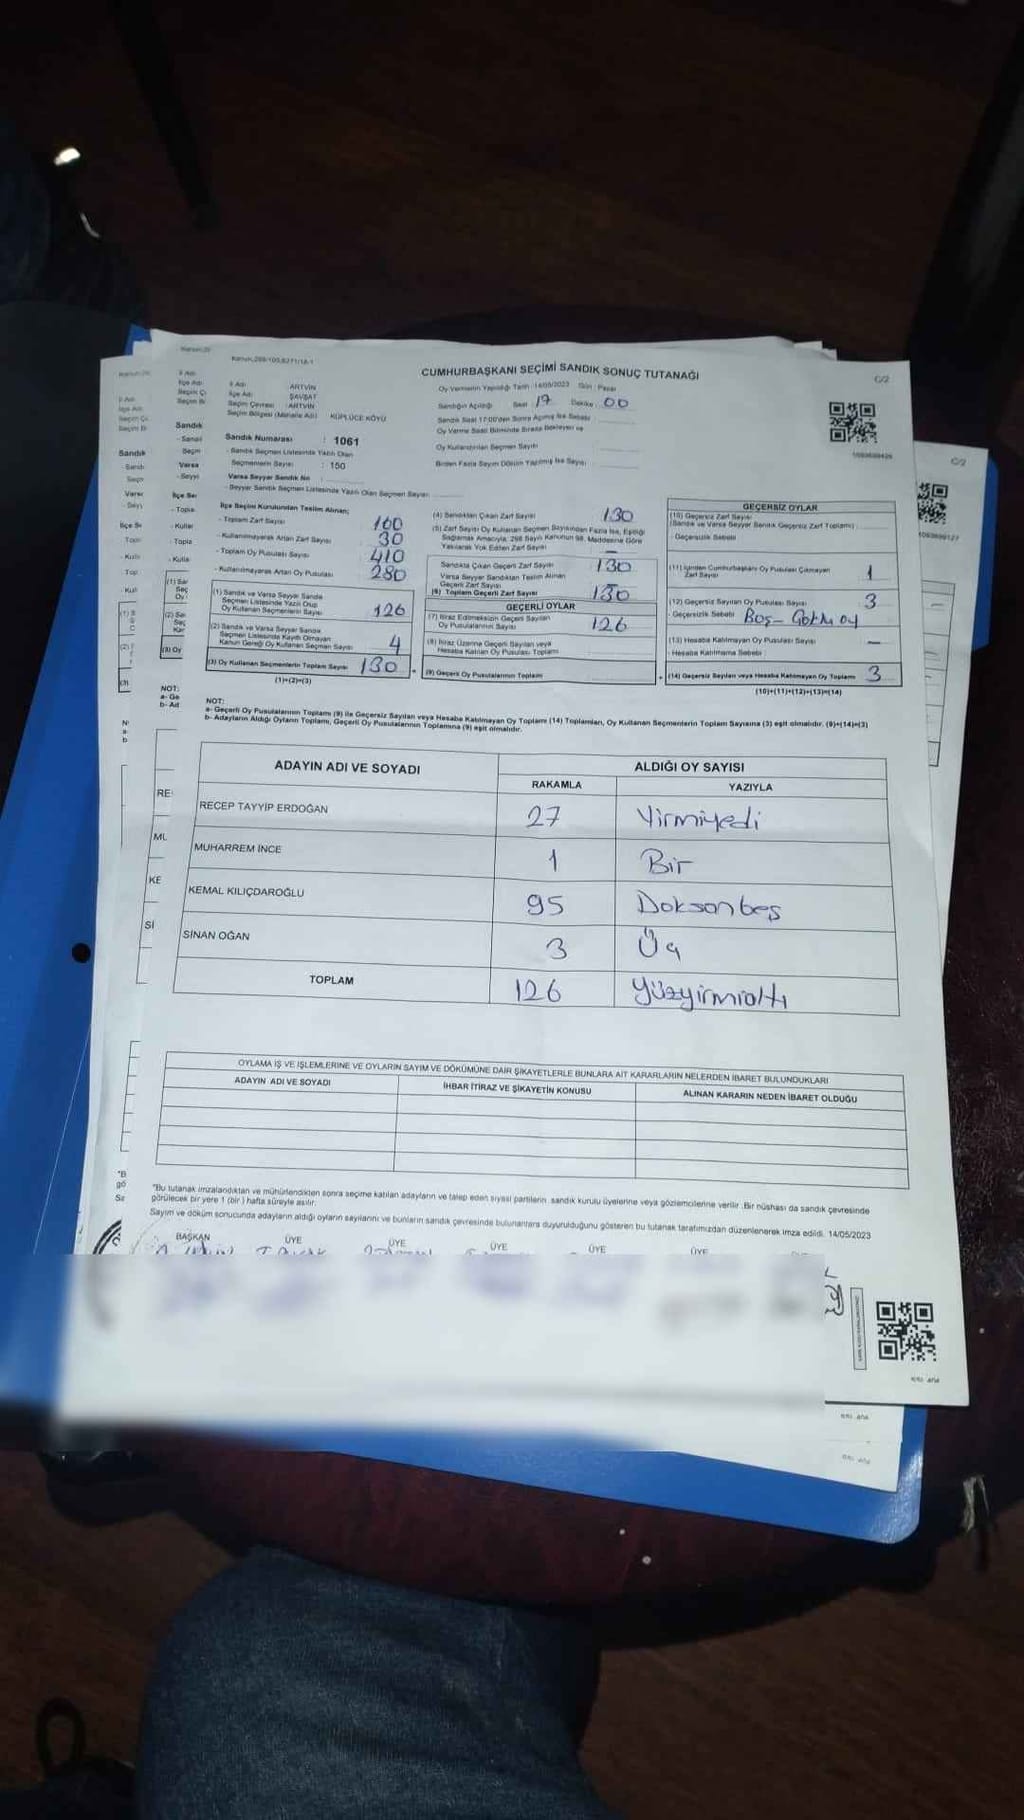 Kanun,298/105,6271/18-1
CUMHURBAŞKANI SEÇİMİ SANDIK SONUÇ TUTANAĞI
C/2
İl Adı : ARTVİN
İlçe Adı : ŞAVŞAT
Seçim Çevresi : ARTVİN
Seçim Bölgesi (Mahalle Adı) : KÜPLÜCE KÖYÜ
Sandık Numarası : 1061
- Sandık Seçmen Listesinde Yazılı Olan
Seçmenlerin Sayısı : 150
Varsa Seyyar Sandık No
- Seyyar Sandık Seçmen Listesinde Yazılı Olan Seçmen Sayısı
Oy Vermenin Yapıldığı Tarih : 14/05/2023 Gün : Pazar
Sandığın Açıldığı Saat 17 Dakika 00
Sandık Saat 17:00'den Sonra Açılmış İse Sebebi
Oy Verme Saati Bitiminde Sırada Bekleyen ve
Oy Kullandırılan Seçmen Sayısı
Birden Fazla Sayım Döküm Yapılmış İse Sayısı
İlçe Seçim Kurulundan Teslim Alınan;
- Toplam Zarf Sayısı 160
- Kullanılmayarak Artan Zarf Sayısı 30
- Toplam Oy Pusulası Sayısı 410
- Kullanılmayarak Artan Oy Pusulası 280
(1) Sandık ve Varsa Seyyar Sandık
Seçmen Listesinde Yazılı Olup
Oy Kullanan Seçmenlerin Sayısı 126
(2) Sandık ve Varsa Seyyar Sandık
Seçmen Listesinde Kayıtlı Olmayan
Kanun Gereği Oy Kullanan Seçmen Sayısı 4
(3) Oy Kullanan Seçmenlerin Toplam Sayısı 130
(1)+(2)=(3)
(4) Sandıktan Çıkan Zarf Sayısı 130
(5) Zarf Sayısı Oy Kullanan Seçmen Sayısından Fazla İse, Eşitliği
Sağlamak Amacıyla, 298 Sayılı Kanunun 98. Maddesine Göre
Yakılarak Yok Edilen Zarf Sayısı —
Sandıkta Çıkan Geçerli Zarf Sayısı 130
Varsa Seyyar Sandıktan Teslim Alınan
Geçerli Zarf Sayısı
(6) Toplam Geçerli Zarf Sayısı 130
GEÇERLİ OYLAR
(7) İtiraz Edilmeksizin Geçerli Sayılan
Oy Pusulalarının Sayısı 126
(8) İtiraz Üzerine Geçerli Sayılan veya
Hesaba Katılan Oy Pusulası Toplamı
(9) Geçerli Oy Pusulalarının Toplamı
GEÇERSİZ OYLAR
(10) Geçersiz Zarf Sayısı
(Sandık ve Varsa Seyyar Sandık Geçersiz Zarf Toplamı)
- Geçersizlik Sebebi
(11) İçinden Cumhurbaşkanı Oy Pusulası Çıkmayan
Zarf Sayısı 1
(12) Geçersiz Sayılan Oy Pusulası Sayısı 3
- Geçersizlik Sebebi Boş-
(13) Hesaba Katılmayan Oy Pusulası Sayısı —
- Hesaba Katılmama Sebebi
(14) Geçersiz Sayılan veya Hesaba Katılmayan Oy Toplamı 3
(10)+(11)+(12)+(13)=(14)
NOT:
a- Geçerli Oy Pusulalarının Toplamı (9) ile Geçersiz Sayılan veya Hesaba Katılmayan Oy Toplamı (14) Toplamları, Oy Kullanan Seçmenlerin Toplam Sayısına (3) eşit olmalıdır. (9)+(14)=(3)
b- Adayların Aldığı Oyların Toplamı, Geçerli Oy Pusulalarının Toplamına (9) eşit olmalıdır.
ADAYIN ADI VE SOYADI ALDIĞI OY SAYISI
RAKAMLA YAZIYLA
RECEP TAYYİP ERDOĞAN 27 Yirmiyedi
MUHARREM İNCE 1 Bir
KEMAL KILIÇDAROĞLU 95 Doksanbeş
SİNAN OĞAN 3 Üç
TOPLAM 126 Yüzyirmialtı
OYLAMA İŞ VE İŞLEMLERİNE VE OYLARIN SAYIM VE DÖKÜMÜNE DAİR ŞİKAYETLERLE BUNLARA AİT KARARLARIN NELERDEN İBARET BULUNDUKLARI
ADAYIN ADI VE SOYADI İHBAR İTİRAZ VE ŞİKAYETİN KONUSU ALINAN KARARIN NEDEN İBARET OLDUĞU
"Bu tutanak imzalandıktan ve mühürlendikten sonra seçime katılan adayların ve talep eden siyasi partilerin sandık kurulu üyelerine veya gözlemcilerine verilir. Bir nüshası da sandık çevresinde
görülecek bir yere 1 (bir ) hafta süreyle asılır.
Sayım ve döküm sonucunda adayların aldığı oyların sayılarını ve bunların sandık çevresinde bulunanlara duyurulduğunu gösteren bu tutanak tarafımızdan düzenlenerek imza edildi. 14/05/2023
BAŞKAN ÜYE ÜYE ÜYE ÜYE ÜYE